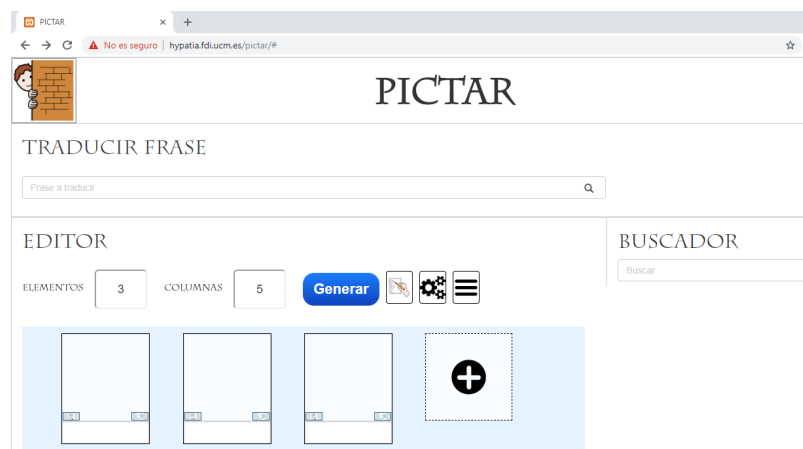 PICTAR
No es seguro | hypatia.fdi.ucm.es/pictar/#
PICTAR
TRADUCIR FRASE
Frase a traducir
EDITOR
BUSCADOR
Buscar
ELEMENTOS 3 COLUMNAS 5 Generar